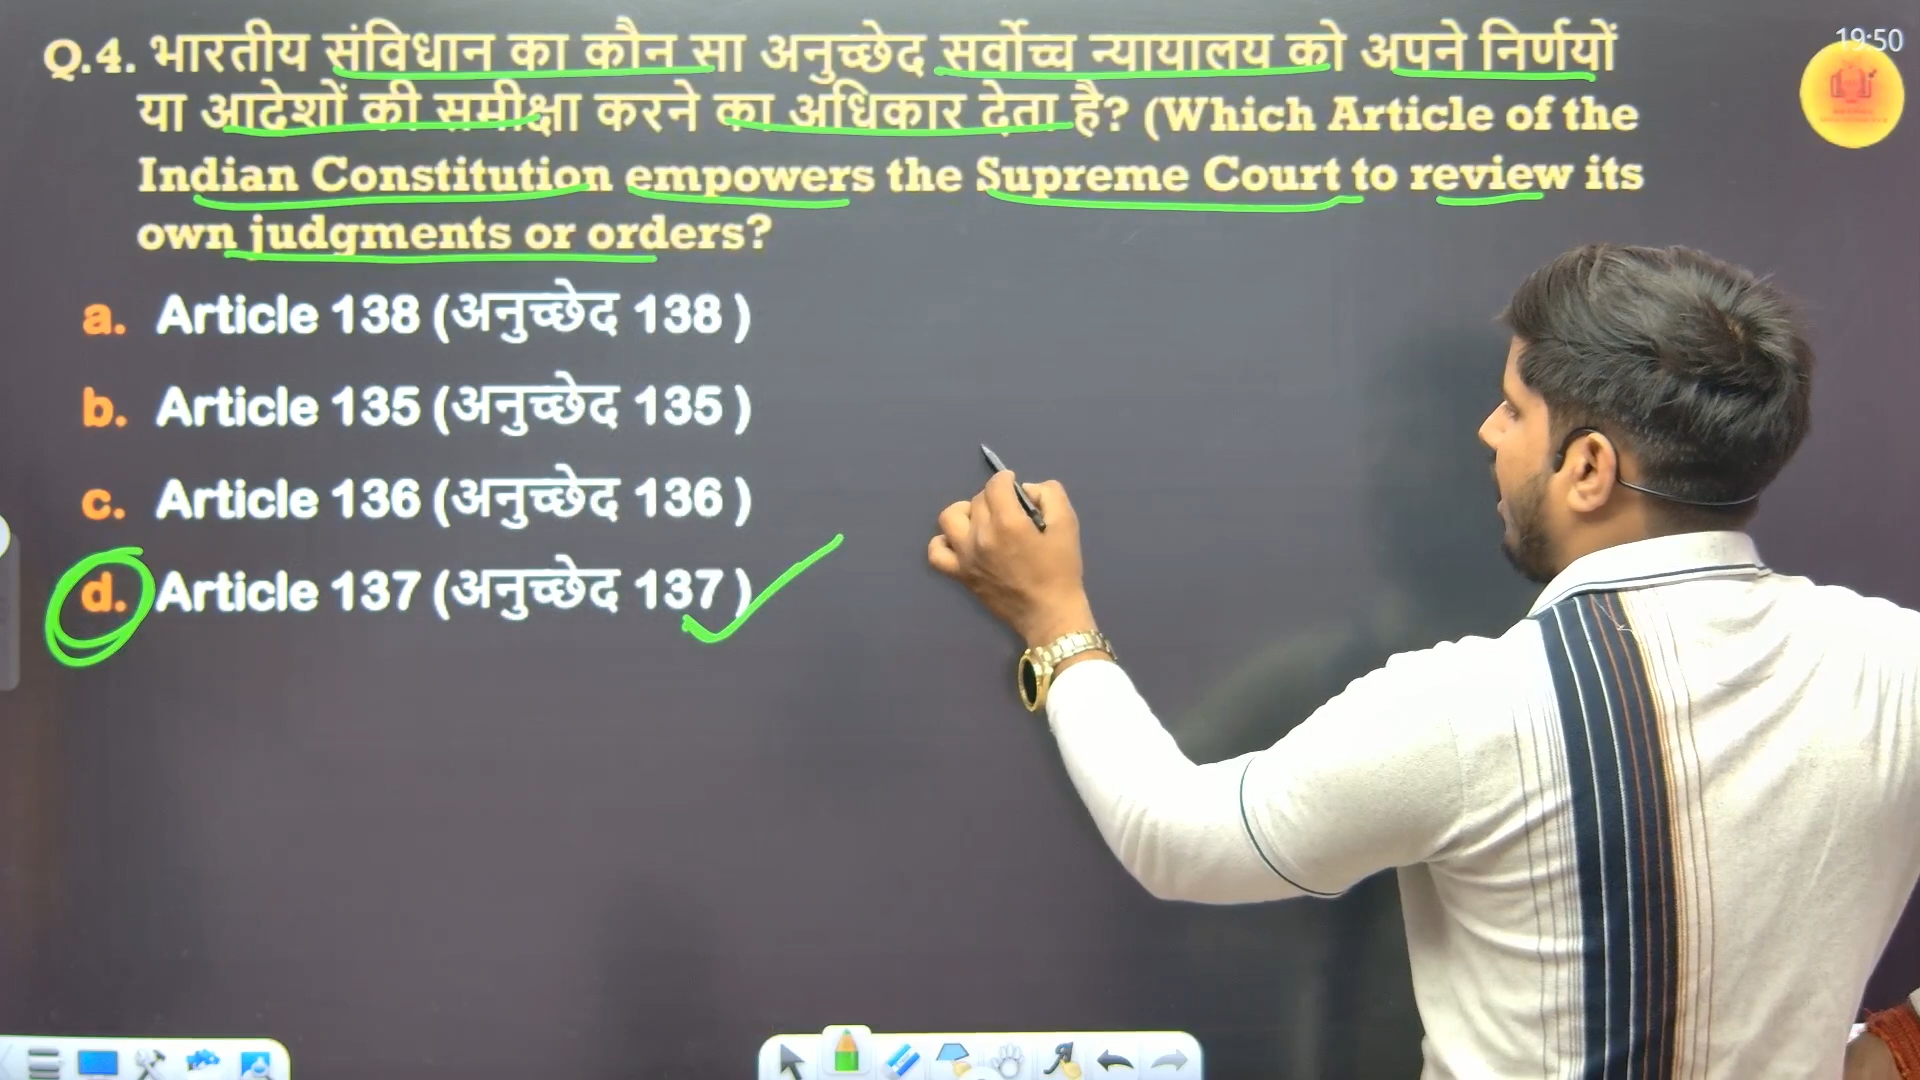 19:50
Q.4. भारतीय संविधान का कौन सा अनुच्छेद सर्वोच्च न्यायालय को अपने निर्णयों
या आदेशों की समीक्षा करने का अधिकार देता है? (Which Article of the
Indian Constitution empowers the Supreme Court to review its
own judgments or orders?
a. Article 138 (अनुच्छेद 138 )
b. Article 135 (अनुच्छेद 135 )
c. Article 136 (अनुच्छेद 136 )
d. Article 137 (अनुच्छेद 137 )